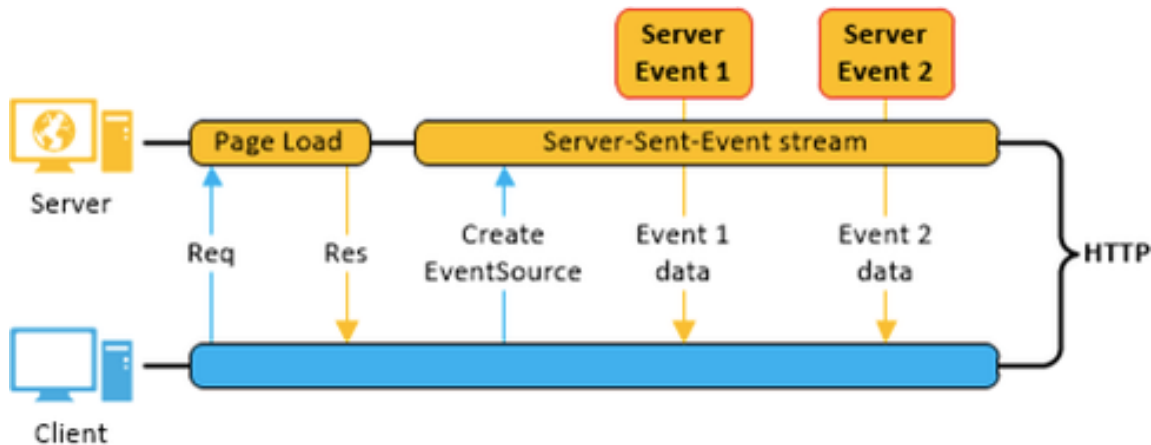 Server
Event 1
Server
Event 2
Page Load
Server-Sent-Event stream
Server
Req
Res
Create
EventSource
Event 1
data
Event 2
data
HTTP
Client